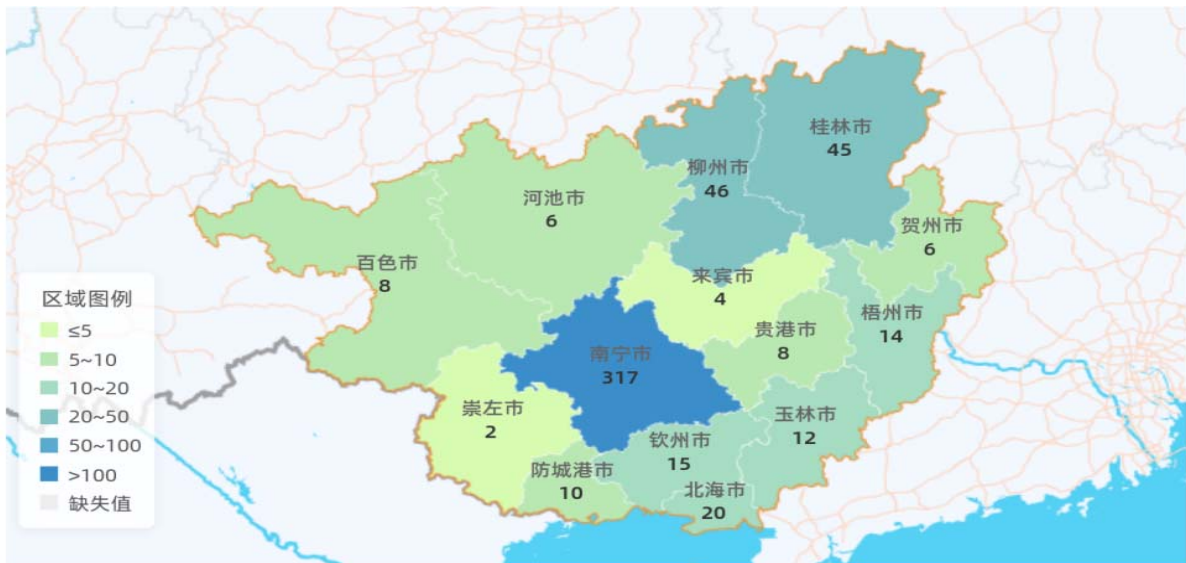 桂林市
45
柳州市
46
河池市
6
贺州市
6
百色市
8
来宾市
4
梧州市
14
贵港市
8
南宁市
317
崇左市
2
玉林市
12
钦州市
15
防城港市
10
北海市
20
区域图例
≤5
5~10
10~20
20~50
50~100
>100
缺失值